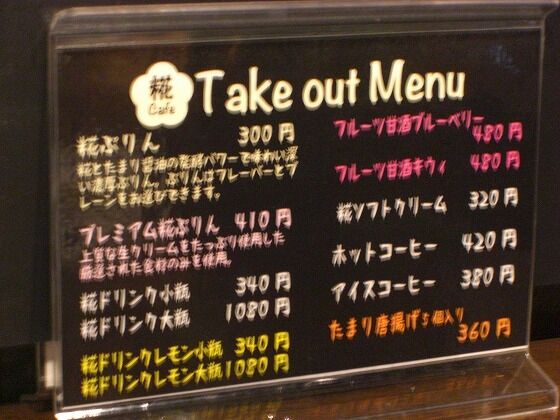 糀
Cafe
Take out Menu
糀ぷりん 300円
糀とたまり醤油の発酵パワーで味わい深
い濃厚ぷりん。ぷりんはフレーバーとプ
レーンをお選びできます。
プレミアム糀ぷりん 410円
上質な生クリームをたっぷり使用した
厳選された食材のみを使用。
糀ドリンク小瓶 340円
糀ドリンク大瓶 1080円
糀ドリンクレモン小瓶 340円
糀ドリンクレモン大瓶 1080円
フルーツ甘酒ブルーベリー
480円
フルーツ甘酒キウィ 480円
糀ソフトクリーム 320円
ホットコーヒー 420円
アイスコーヒー 380円
たまり唐揚げ5個入り
360円